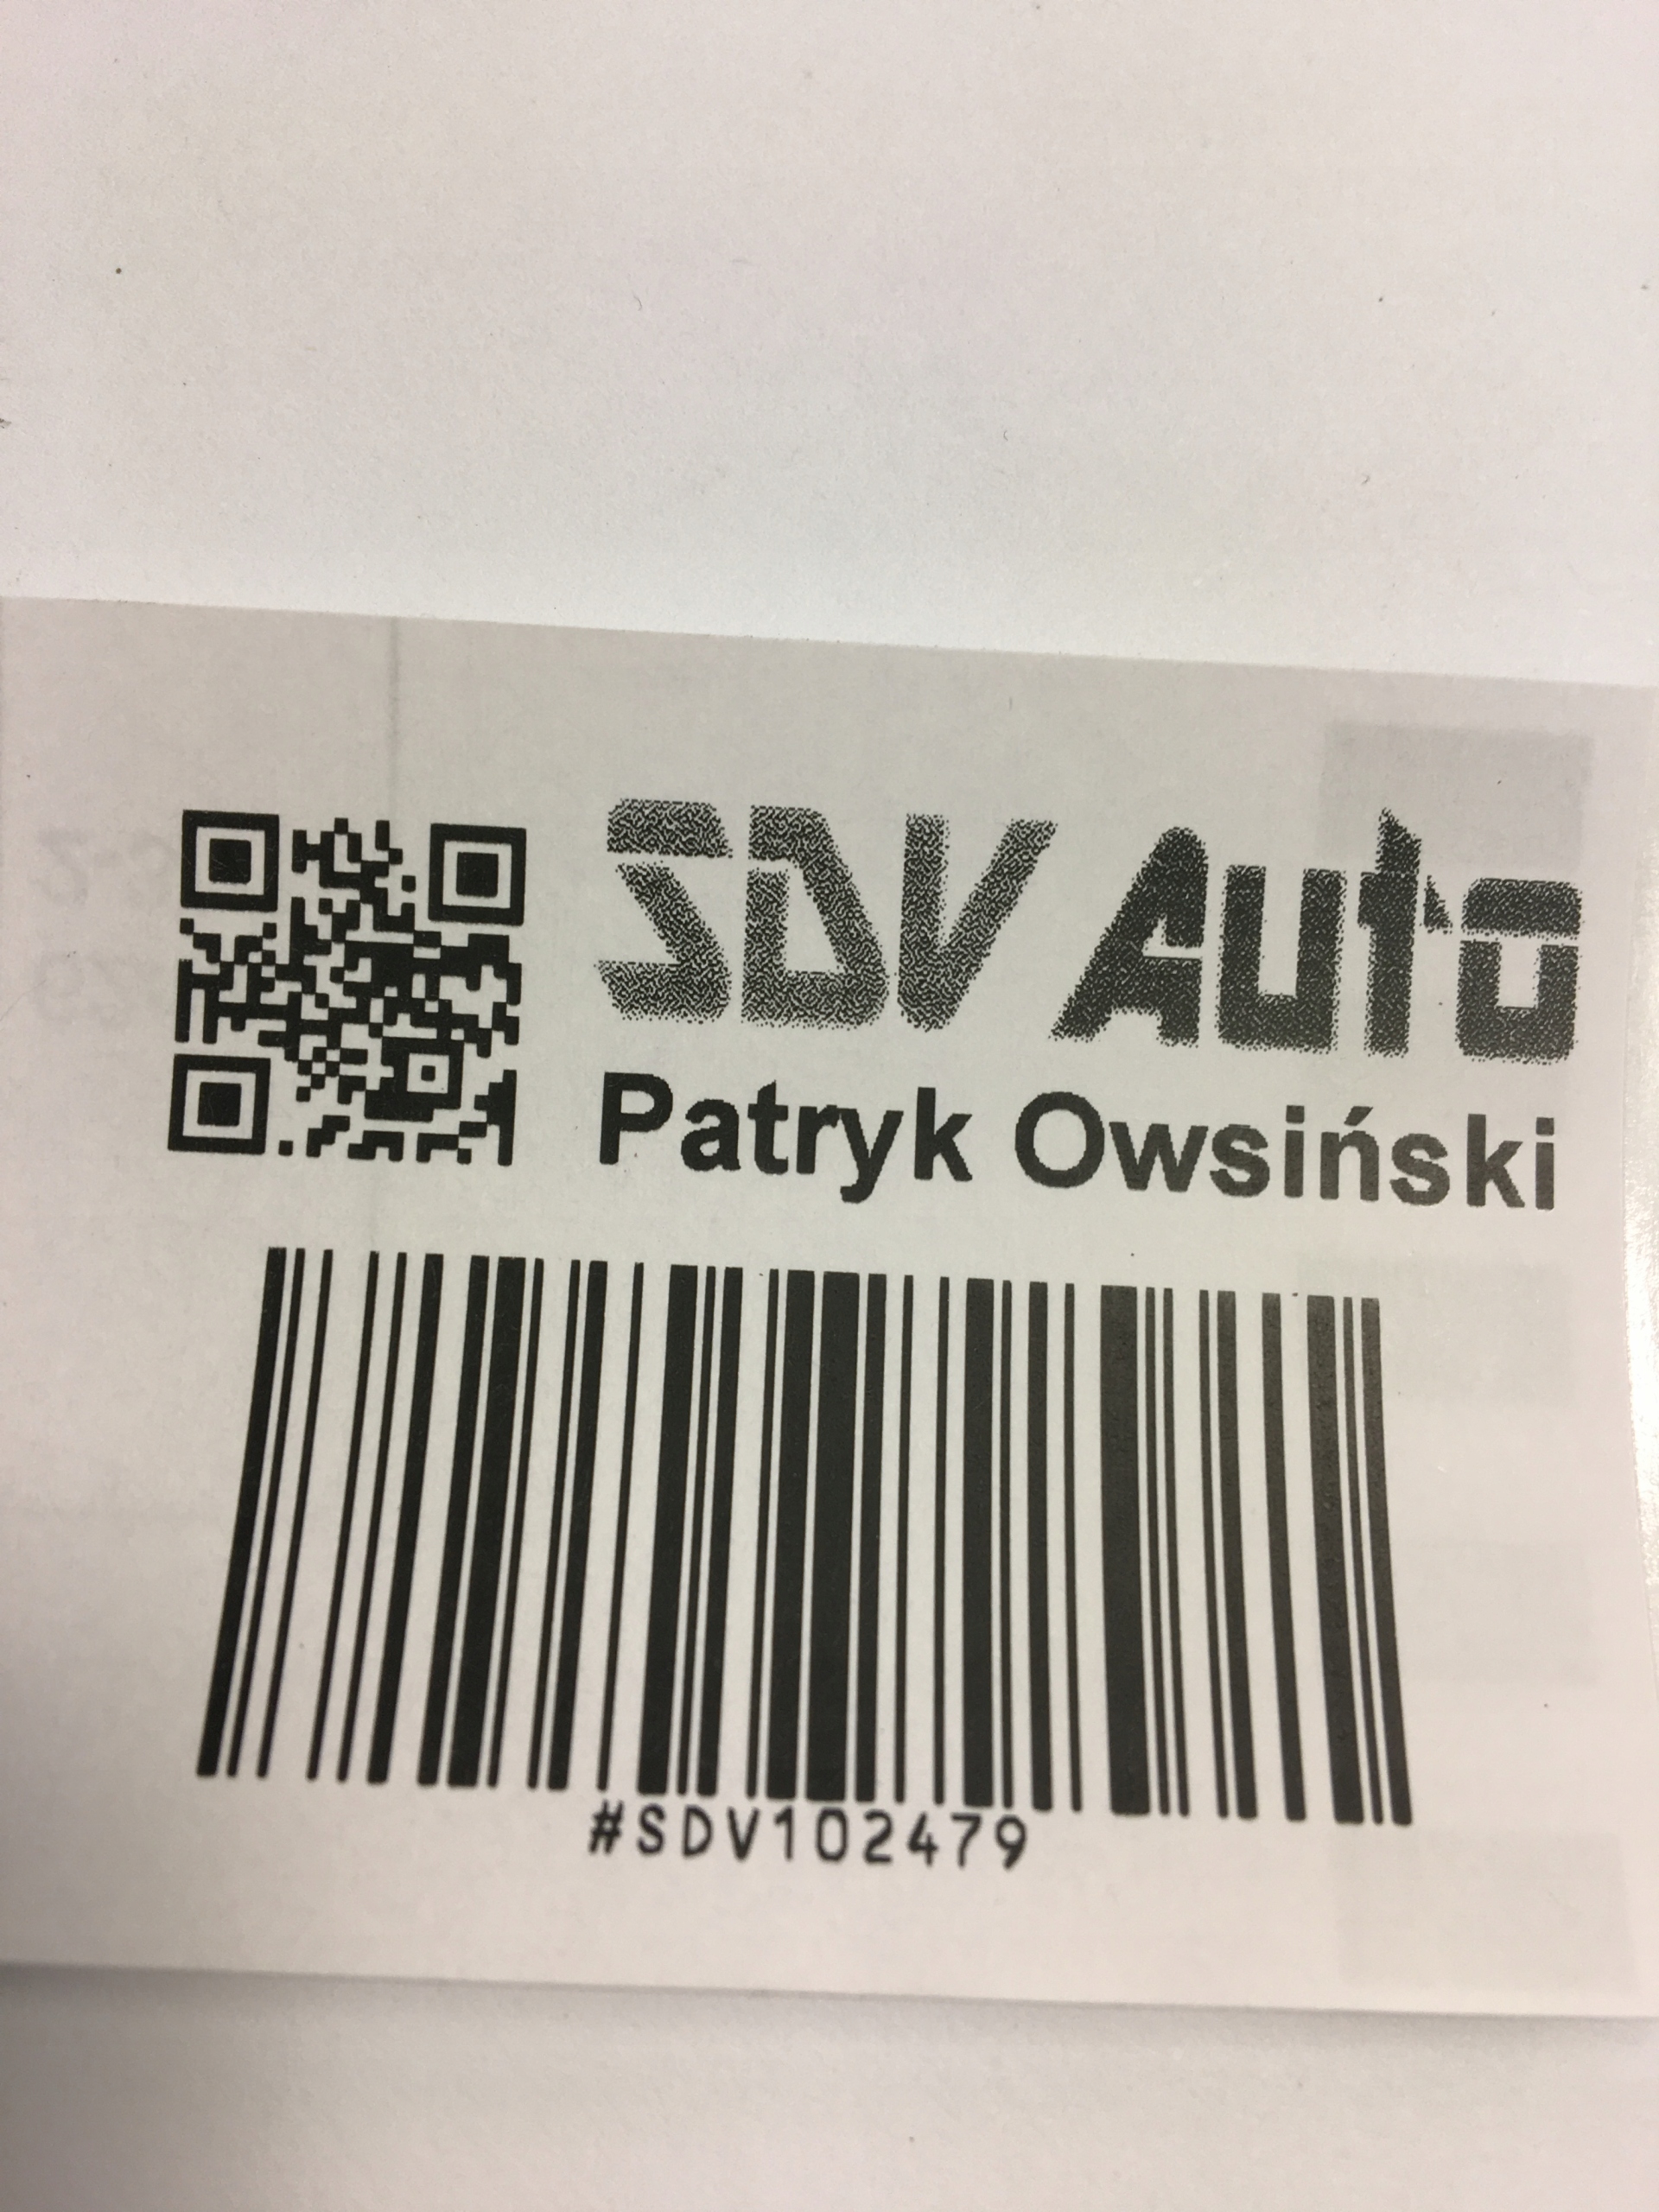 SDV Auto
Patryk Owsiński
#SDV102479